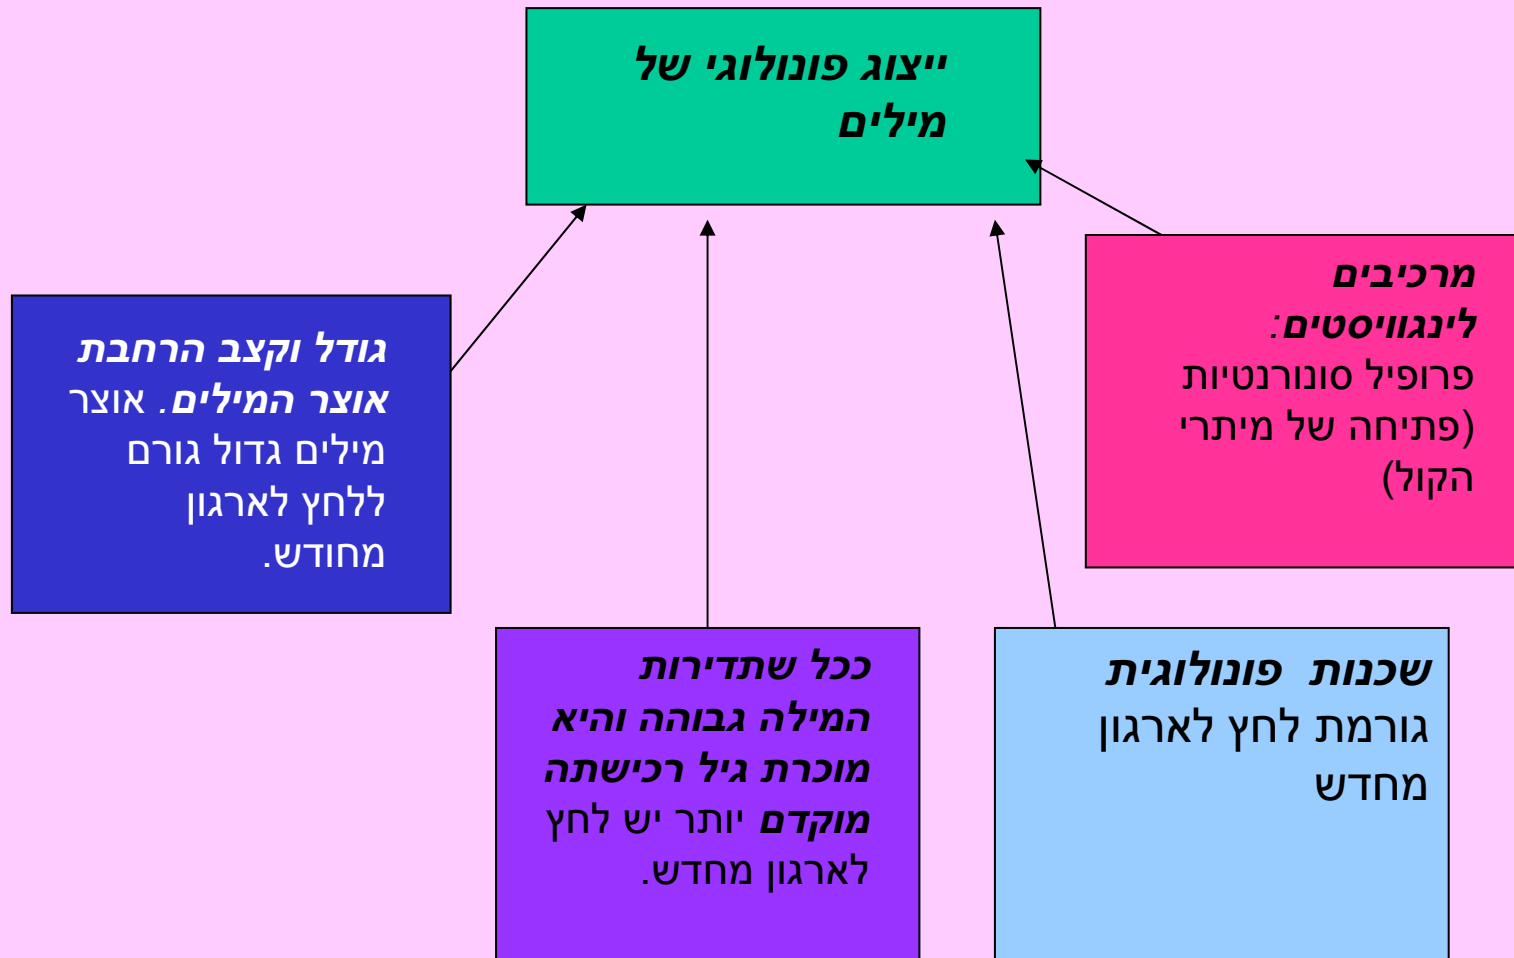 ייצוג פונולוגי של
מילים
מרכיבים
לינגוויסטים:
פרופיל סונורנטיות
(פתיחה של מיתרי
הקול)
גודל וקצב הרחבת
אוצר המילים. אוצר
מילים גדול גורם
ללחץ לארגון
מחודש.
שכנות פונולוגית
גורמת לחץ לארגון
מחדש
ככל שתדירות
המילה גבוהה והיא
מוכרת גיל רכישתה
מוקדם יותר יש לחץ
לארגון מחדש.